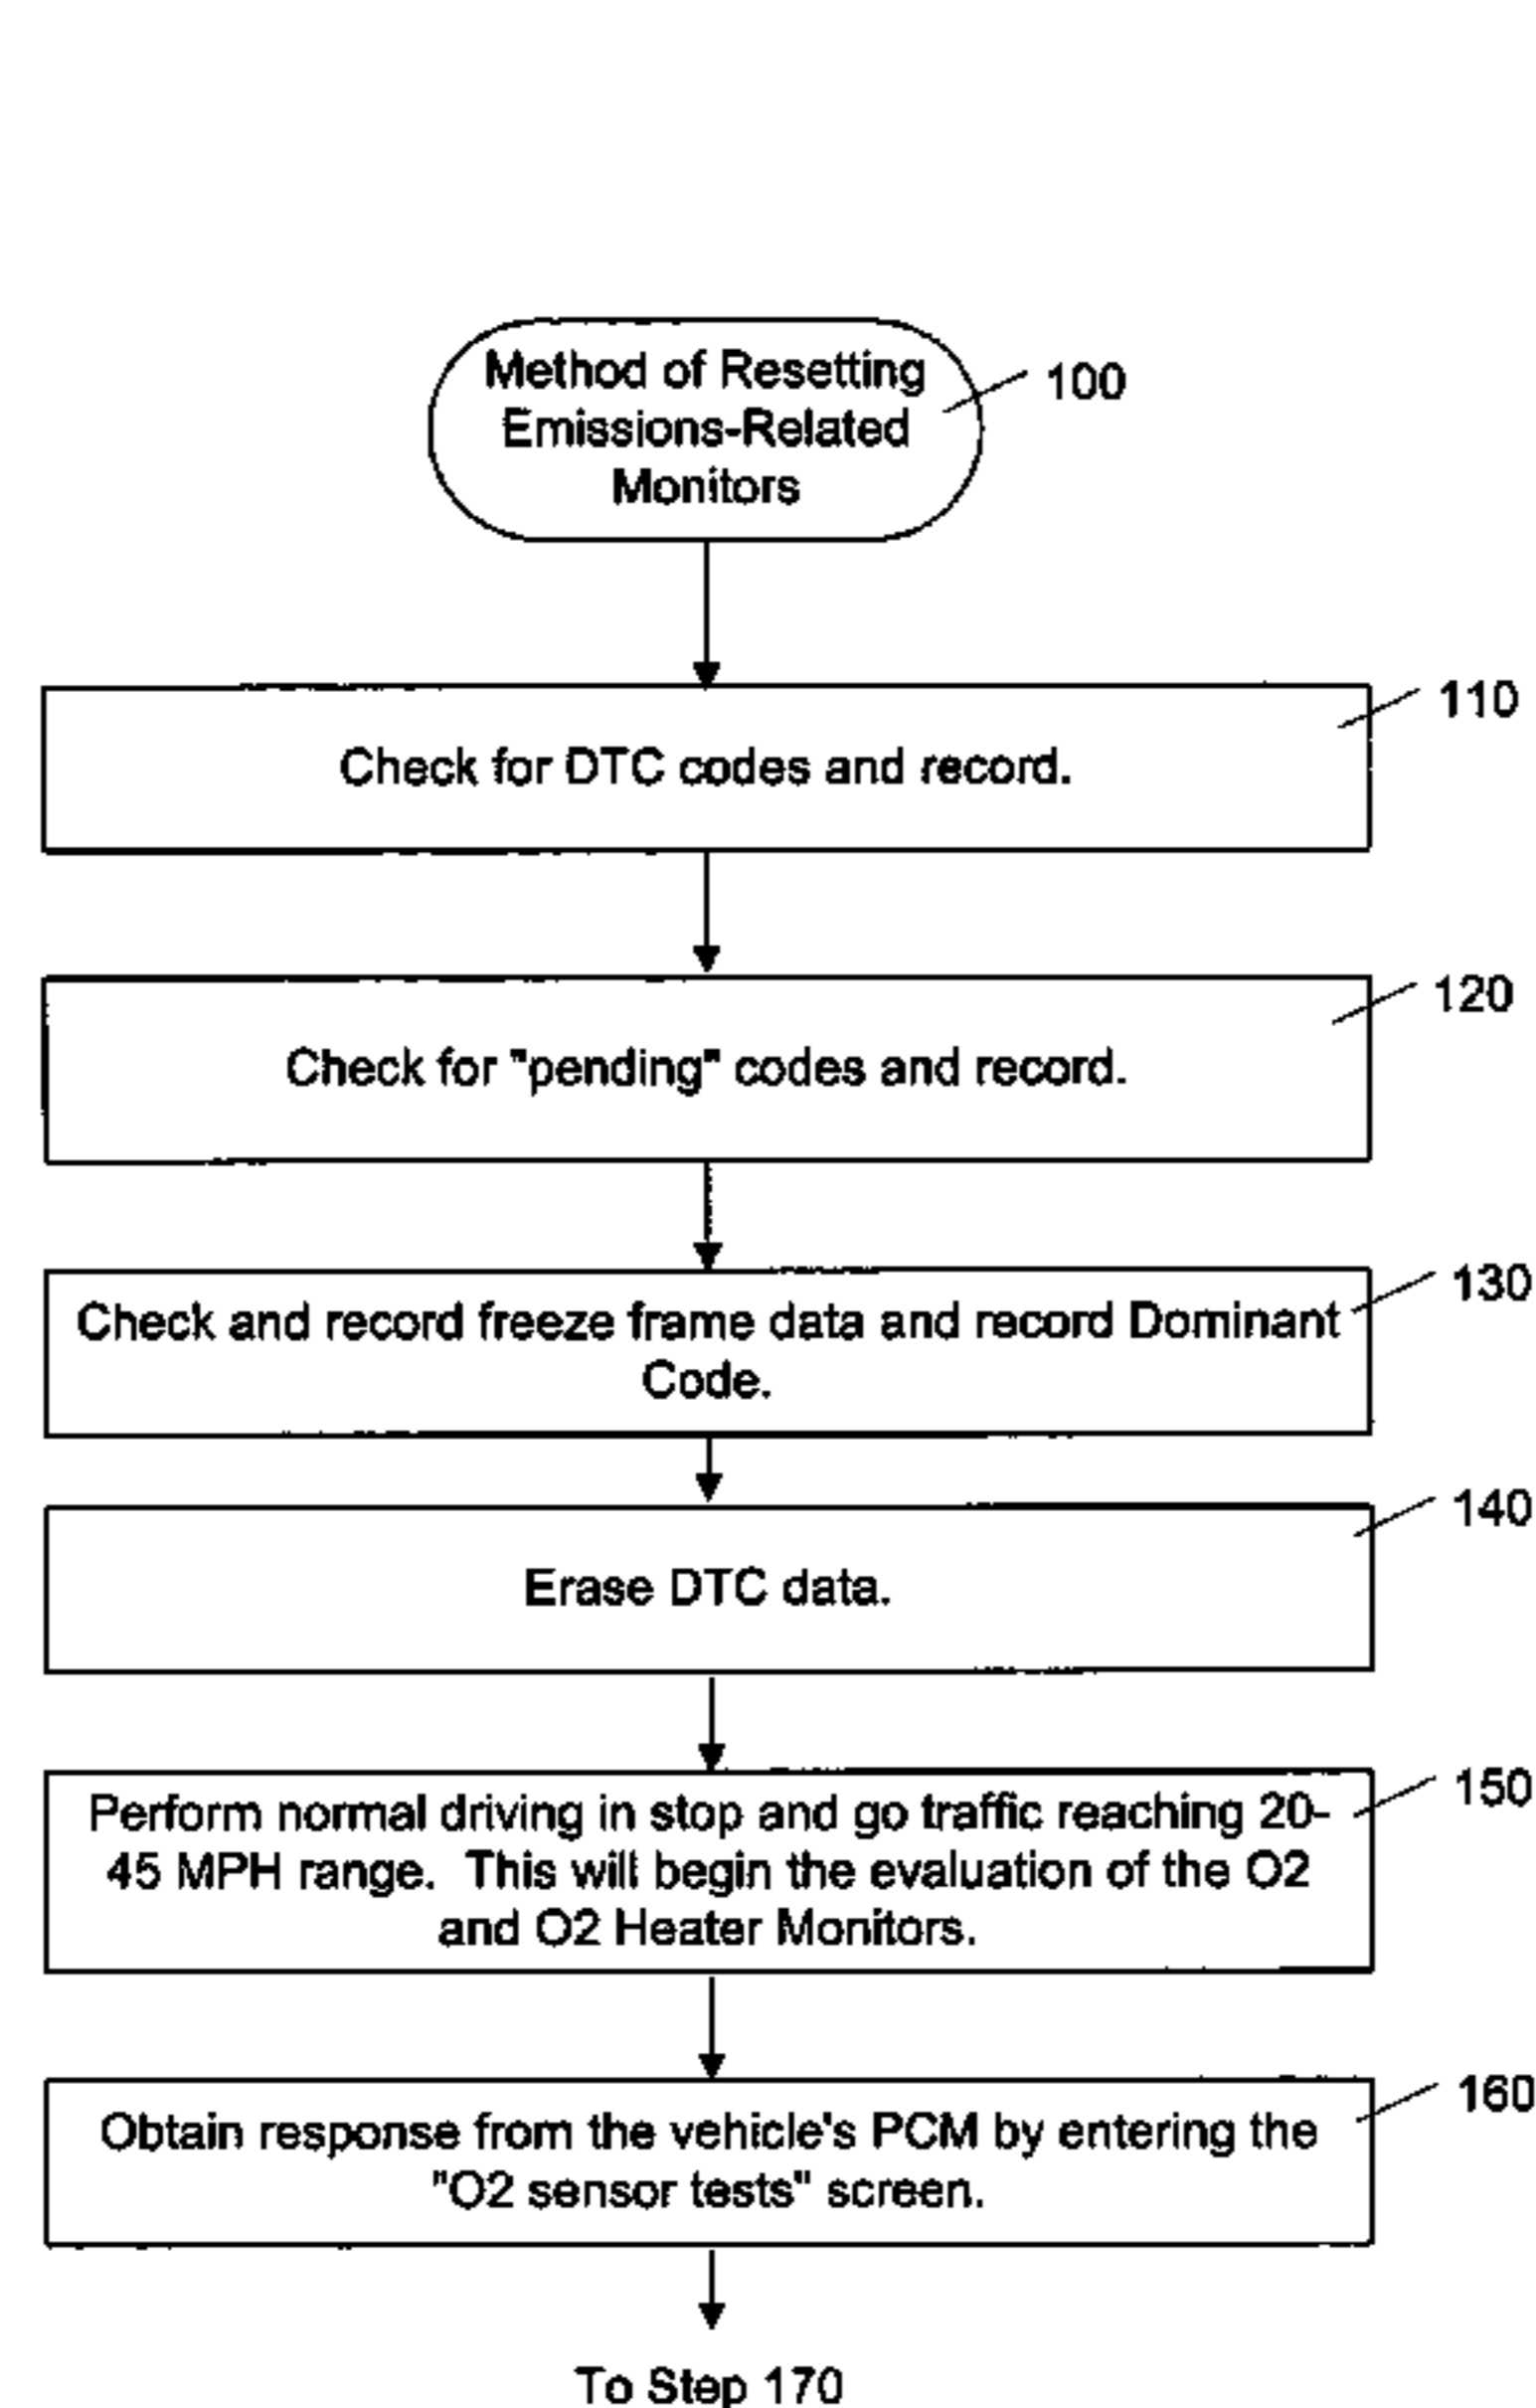 Method of Resetting
Emissions-Related
Monitors
100
110
Check for DTC codes and record.
120
Check for "pending" codes and record.
130
Check and record freeze frame data and record Dominant
Code.
140
Erase DTC data.
150
Perform normal driving in stop and go traffic reaching 20-
45 MPH range.  This will begin the evaluation of the O2
and O2 Heater Monitors.
160
Obtain response from the vehicle's PCM by entering the
"O2 sensor tests" screen.
To Step 170